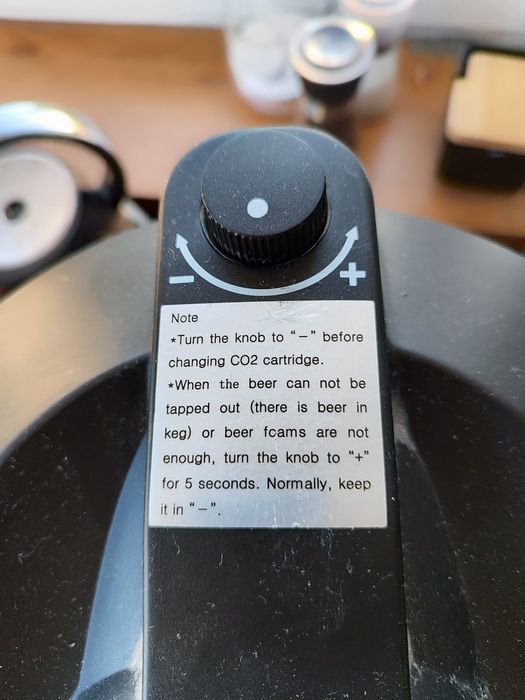 − +
Note
*Turn the knob to “−” before
changing CO2 cartridge.
*When the beer can not be
tapped out (there is beer in
keg) or beer fcams are not
enough, turn the knob to “+”
for 5 seconds. Normally, keep
it in “−”.